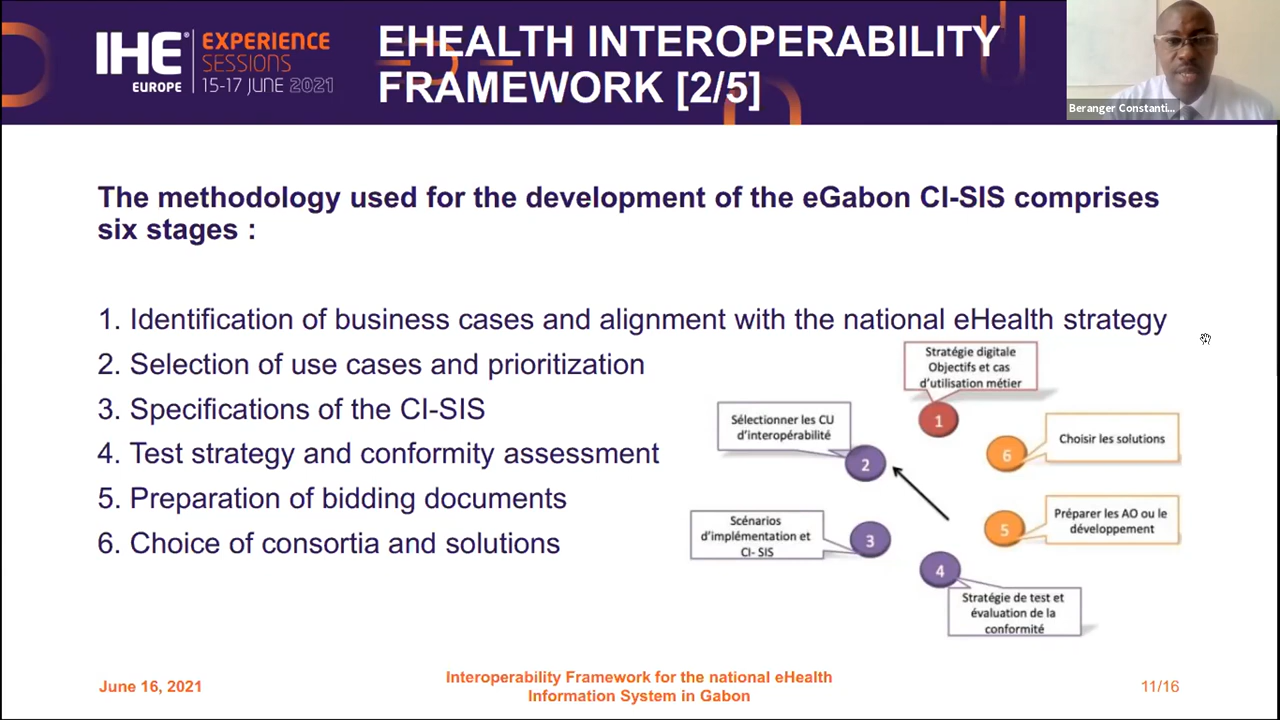 IHE® EUROPE
EXPERIENCE
SESSIONS
15-17 JUNE 2021
EHEALTH INTEROPERABILITY
FRAMEWORK [2/5]
Beranger Constanti...
The methodology used for the development of the eGabon CI-SIS comprises
six stages :
1. Identification of business cases and alignment with the national eHealth strategy
2. Selection of use cases and prioritization
3. Specifications of the CI-SIS
4. Test strategy and conformity assessment
5. Preparation of bidding documents
6. Choice of consortia and solutions
Stratégie digitale
Objectifs et cas
d'utilisation métier
1
Sélectionner les CU
d'interopérabilité
2
Scénarios
d'implémentation et
CI- SIS
3
4
Stratégie de test et
évaluation de la
conformité
5
Préparer les AO ou le
développement
6
Choisir les solutions
June 16, 2021
Interoperability Framework for the national eHealth
Information System in Gabon
11/16